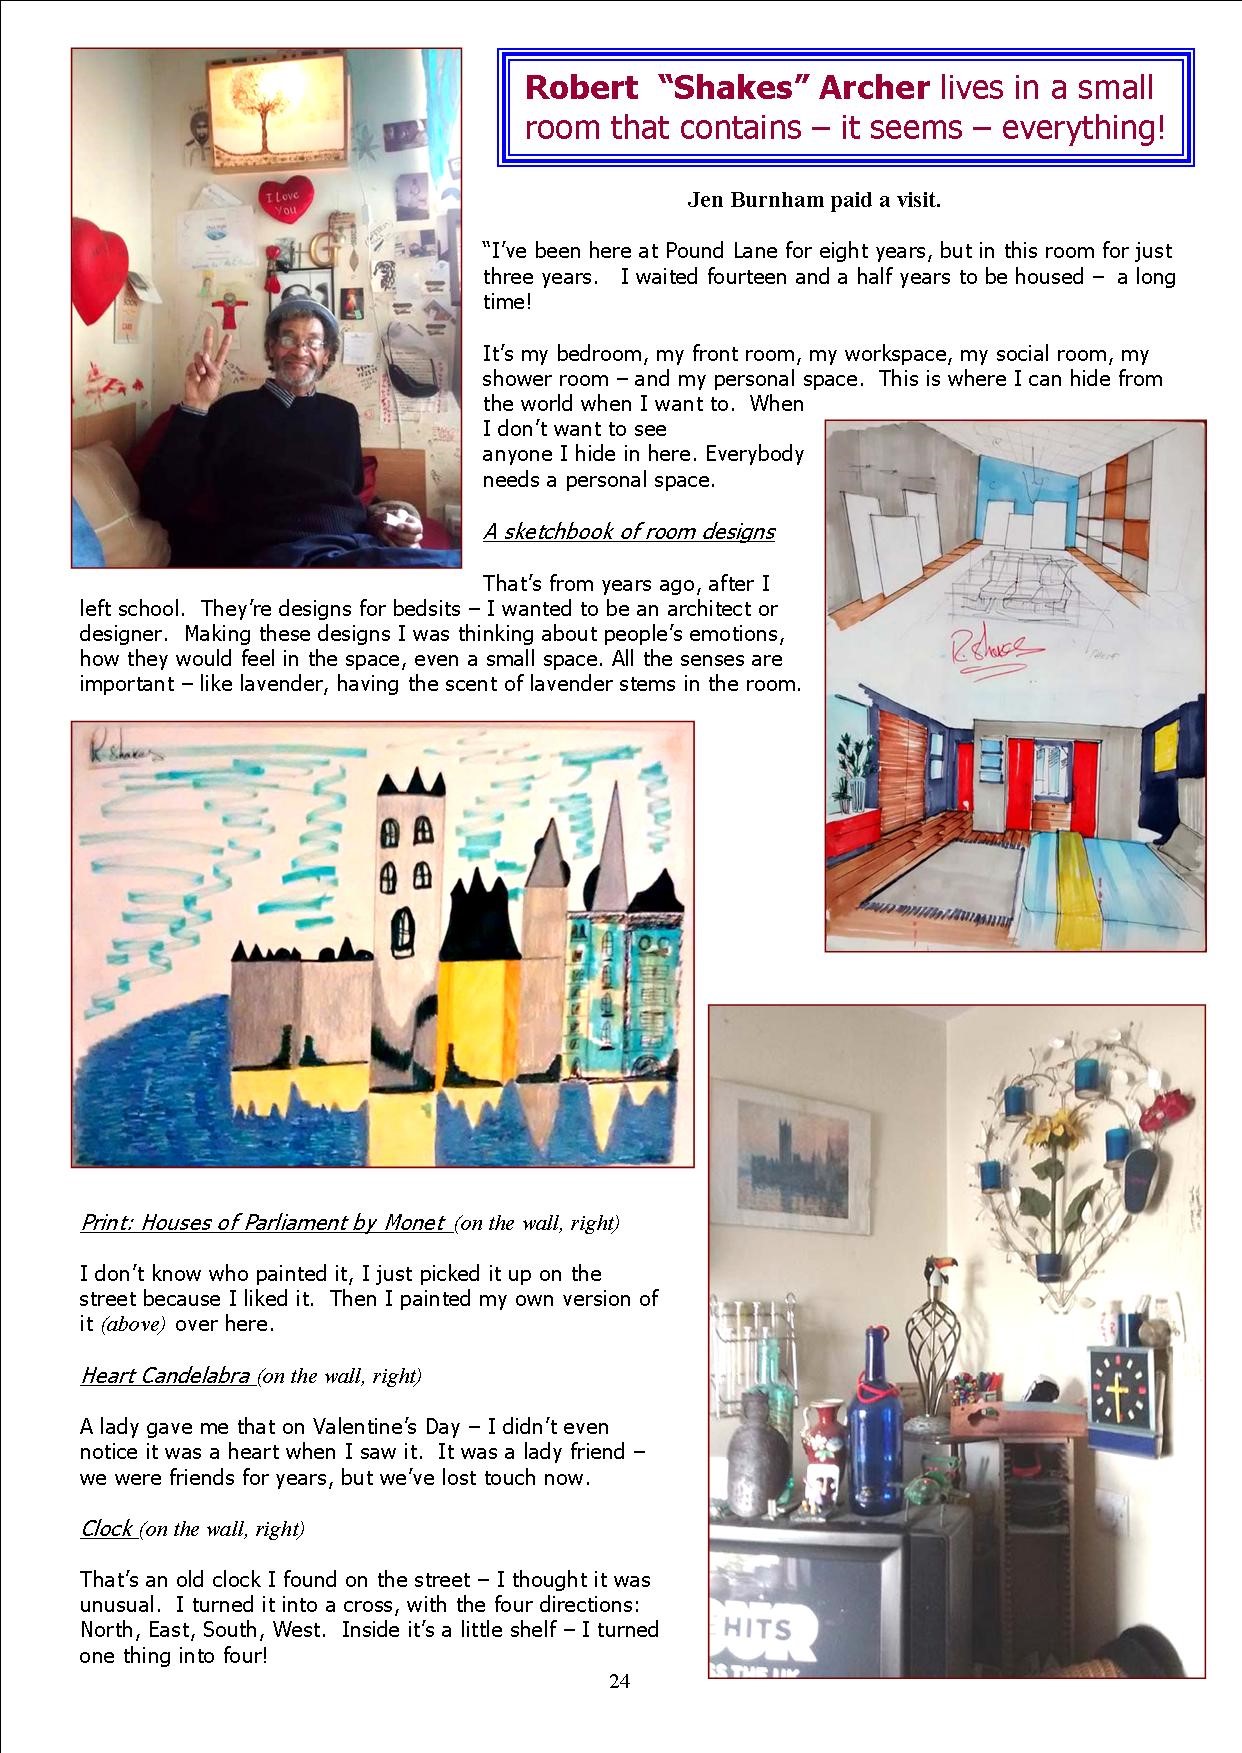 Robert “Shakes” Archer lives in a small
room that contains – it seems – everything!
Jen Burnham paid a visit.
I Love
You
G
“I’ve been here at Pound Lane for eight years, but in this room for just
three years. I waited fourteen and a half years to be housed – a long
time!
It’s my bedroom, my front room, my workspace, my social room, my
shower room – and my personal space. This is where I can hide from
the world when I want to. When
I don’t want to see
anyone I hide in here. Everybody
needs a personal space.
A sketchbook of room designs
That’s from years ago, after I
left school. They’re designs for bedsits – I wanted to be an architect or
designer. Making these designs I was thinking about people’s emotions,
how they would feel in the space, even a small space. All the senses are
important – like lavender, having the scent of lavender stems in the room.
R. Shakes
R. Shakes
Print: Houses of Parliament by Monet (on the wall, right)
I don’t know who painted it, I just picked it up on the
street because I liked it. Then I painted my own version of
it (above) over here.
Heart Candelabra (on the wall, right)
A lady gave me that on Valentine’s Day – I didn’t even
notice it was a heart when I saw it. It was a lady friend –
we were friends for years, but we’ve lost touch now.
Clock (on the wall, right)
That’s an old clock I found on the street – I thought it was
unusual. I turned it into a cross, with the four directions:
North, East, South, West. Inside it’s a little shelf – I turned
one thing into four!
HITS
OUR
SS THE UK
24